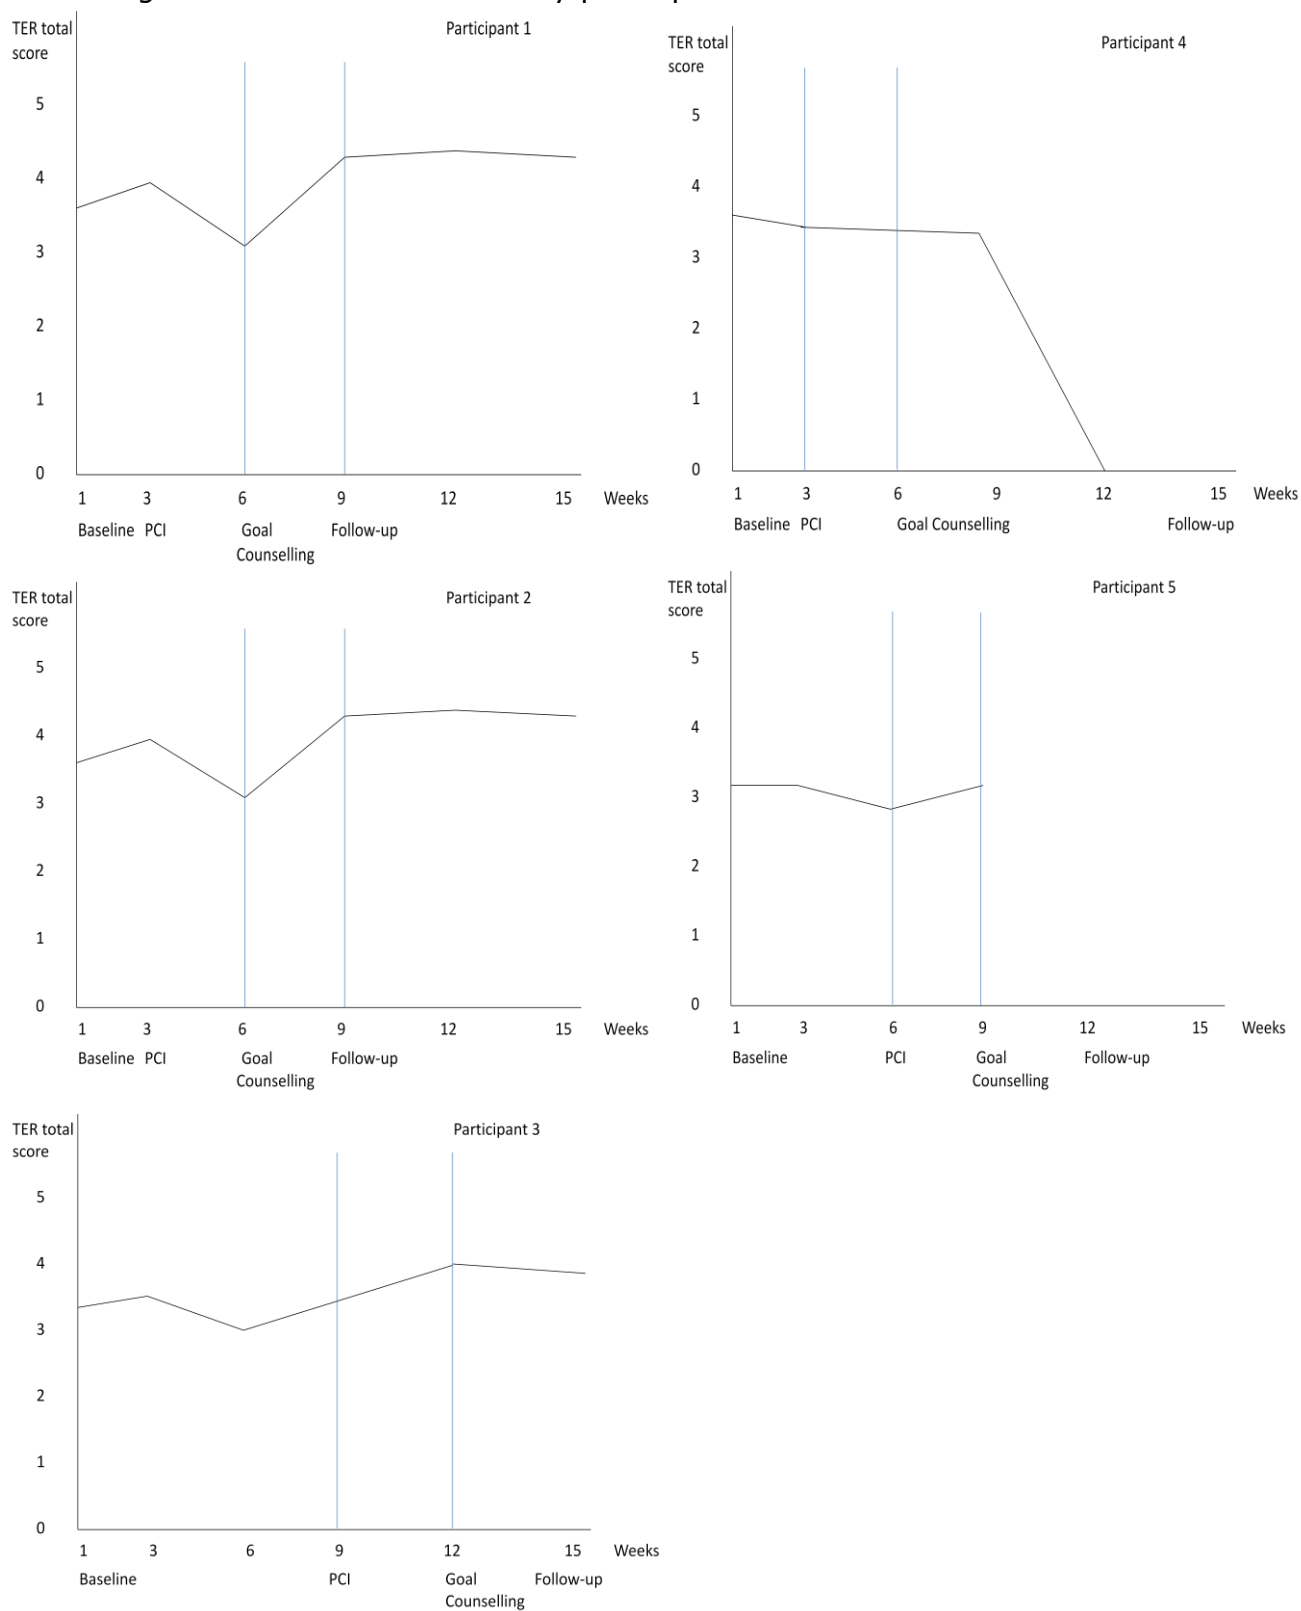 TER total
score
Participant 1
5
4
3
2
1
0
1 3 6 9 12 15 Weeks
Baseline PCI Goal Follow-up
Counselling
TER total
score
Participant 4
5
4
3
2
1
0
1 3 6 9 12 15 Weeks
Baseline PCI Goal Counselling Follow-up
TER total
score
Participant 2
5
4
3
2
1
0
1 3 6 9 12 15 Weeks
Baseline PCI Goal Follow-up
Counselling
TER total
score
Participant 5
5
4
3
2
1
0
1 3 6 9 12 15 Weeks
Baseline PCI Goal Follow-up
Counselling
TER total
score
Participant 3
5
4
3
2
1
0
1 3 6 9 12 15 Weeks
Baseline PCI Goal Follow-up
Counselling